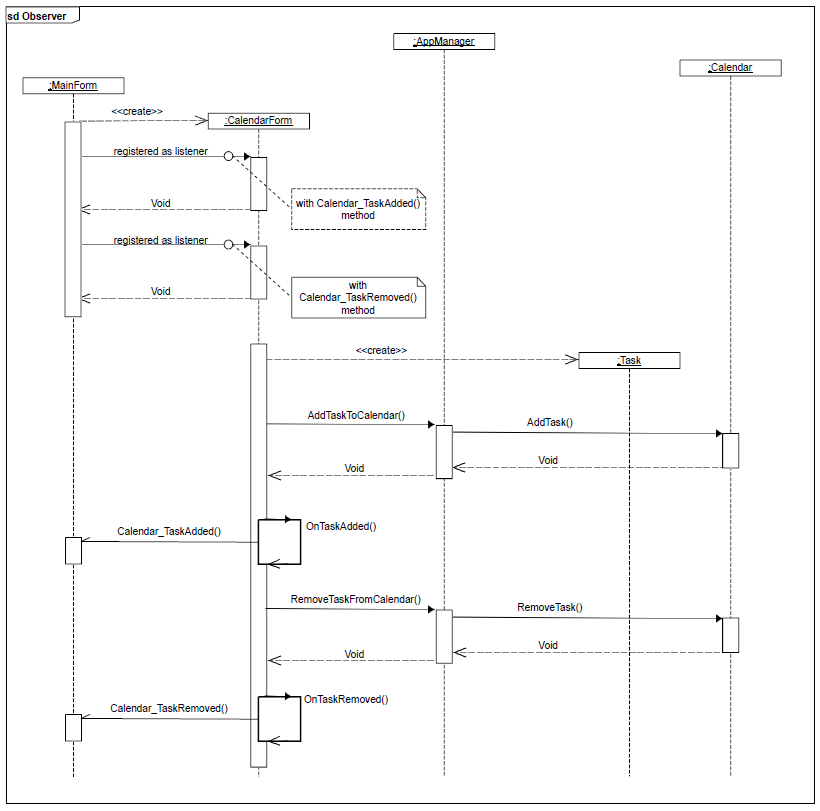 sd Observer
:AppManager
:Calendar
:MainForm
<<create>>
:CalendarForm
registered as listener
with Calendar_TaskAdded()
method
Void
registered as listener
with
Calendar_TaskRemoved()
method
Void
<<create>>
:Task
AddTaskToCalendar()
AddTask()
Void
Void
OnTaskAdded()
Calendar_TaskAdded()
RemoveTaskFromCalendar()
RemoveTask()
Void
Void
OnTaskRemoved()
Calendar_TaskRemoved()